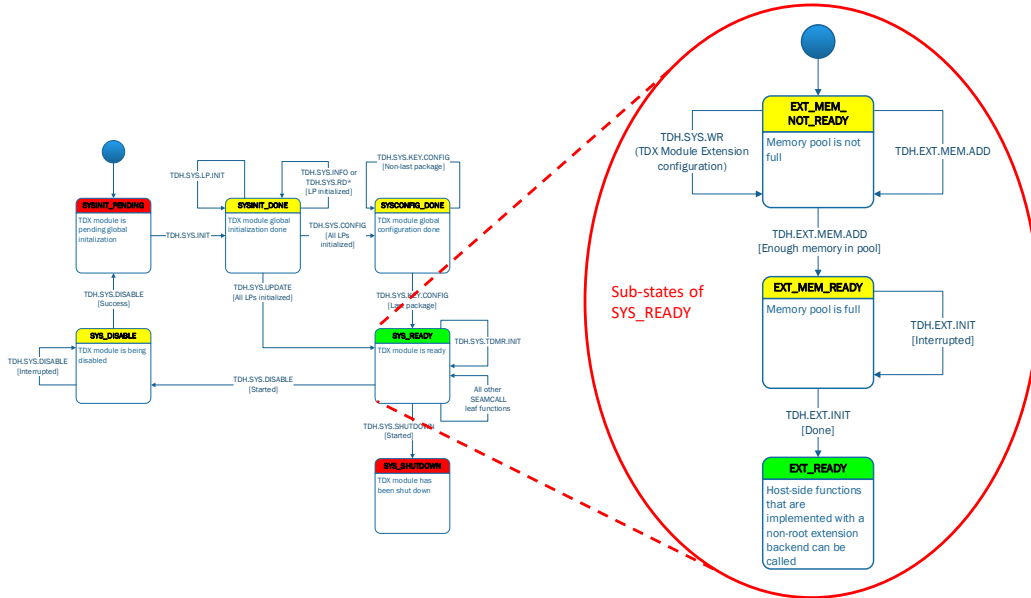 EXT_MEM_
NOT_READY
Memory pool is not
full
TDH.SYS.WR
(TDX Module Extension
configuration)
TDH.EXT.MEM.ADD
TDH.EXT.MEM.ADD
[Enough memory in pool]
EXT_MEM_READY
Memory pool is full
TDH.EXT.INIT
[Interrupted]
TDH.EXT.INIT
[Done]
EXT_READY
Host-side functions
that are
implemented with a
non-root extension
backend can be
called
Sub-states of
SYS_READY
SYSINIT_PENDING
TDX module is
pending global
initialization
TDH.SYS.INIT
TDH.SYS.LP.INIT
TDH.SYS.INFO or
TDH.SYS.RD*
[LP initialized]
SYSINIT_DONE
TDX module global
initialization done
TDH.SYS.CONFIG
[All LPs
initialized]
TDH.SYS.KEY.CONFIG
[Non-last package]
SYSCONFIG_DONE
TDX module global
configuration done
TDH.SYS.UPDATE
[All LPs initialized]
TDH.SYS.KEY.CONFIG
[Last package]
TDH.SYS.DISABLE
[Success]
SYS_DISABLE
TDX module is being
disabled
TDH.SYS.DISABLE
[Interrupted]
TDH.SYS.DISABLE
[Started]
SYS_READY
TDX module is ready
TDH.SYS.TDMR.INIT
All other
SEAMCALL
leaf functions
TDH.SYS.SHUTDOWN
[Started]
SYS_SHUTDOWN
TDX module has
been shut down